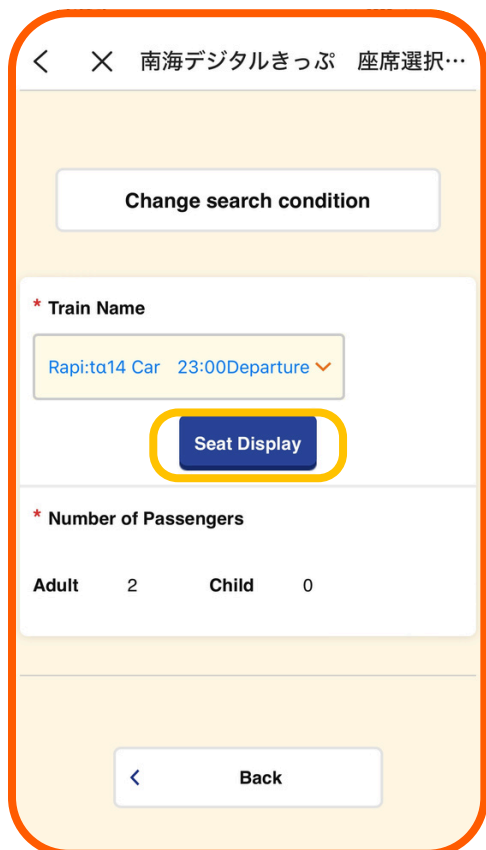 南海デジタルきっぷ 座席選択…
Change search condition
* Train Name
Rapi:tα14 Car 23:00Departure
Seat Display
* Number of Passengers
Adult 2 Child 0
Back